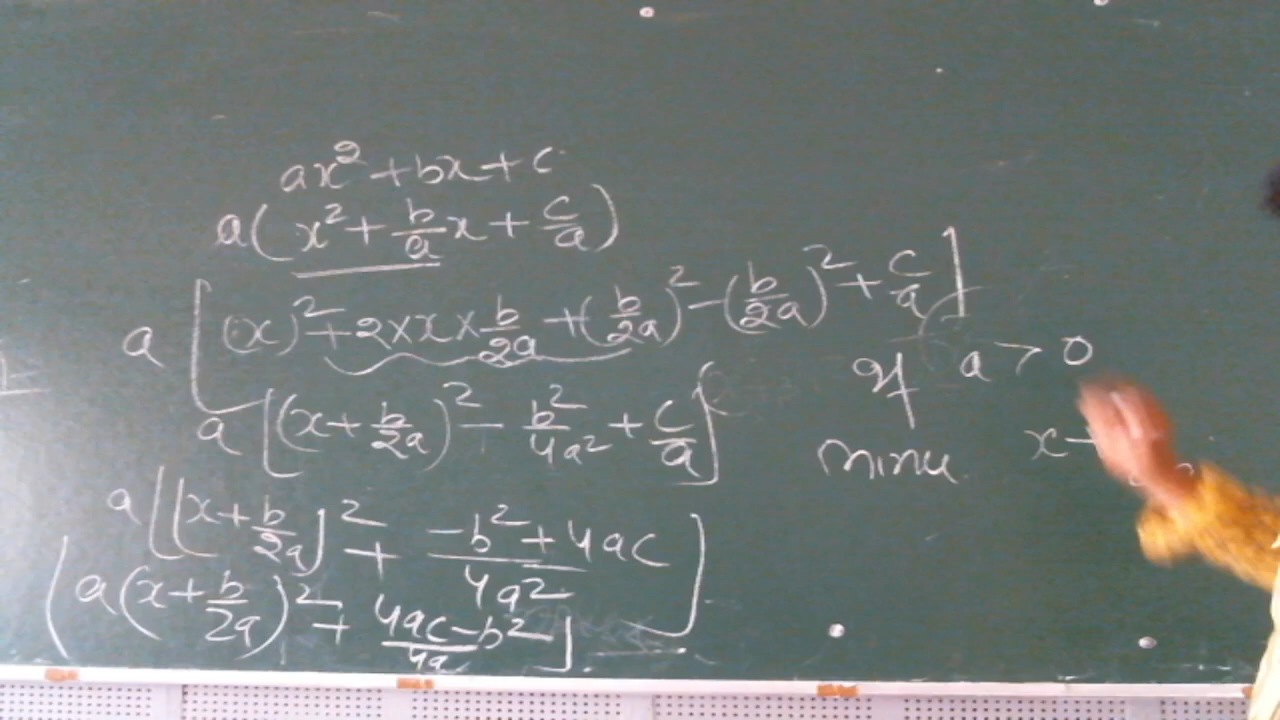 ax² + bx + c
a(x² + b/a x + c/a)
a[(x)² + 2 × x × b/2a + (b/2a)² - (b/2a)² + c/a]
a[(x + b/2a)² - b²/4a² + c/a]
a[(x + b/2a)² + -b² + 4ac/4a²]
[a(x + b/2a)² + 4ac - b²/4a]
If a > 0
x